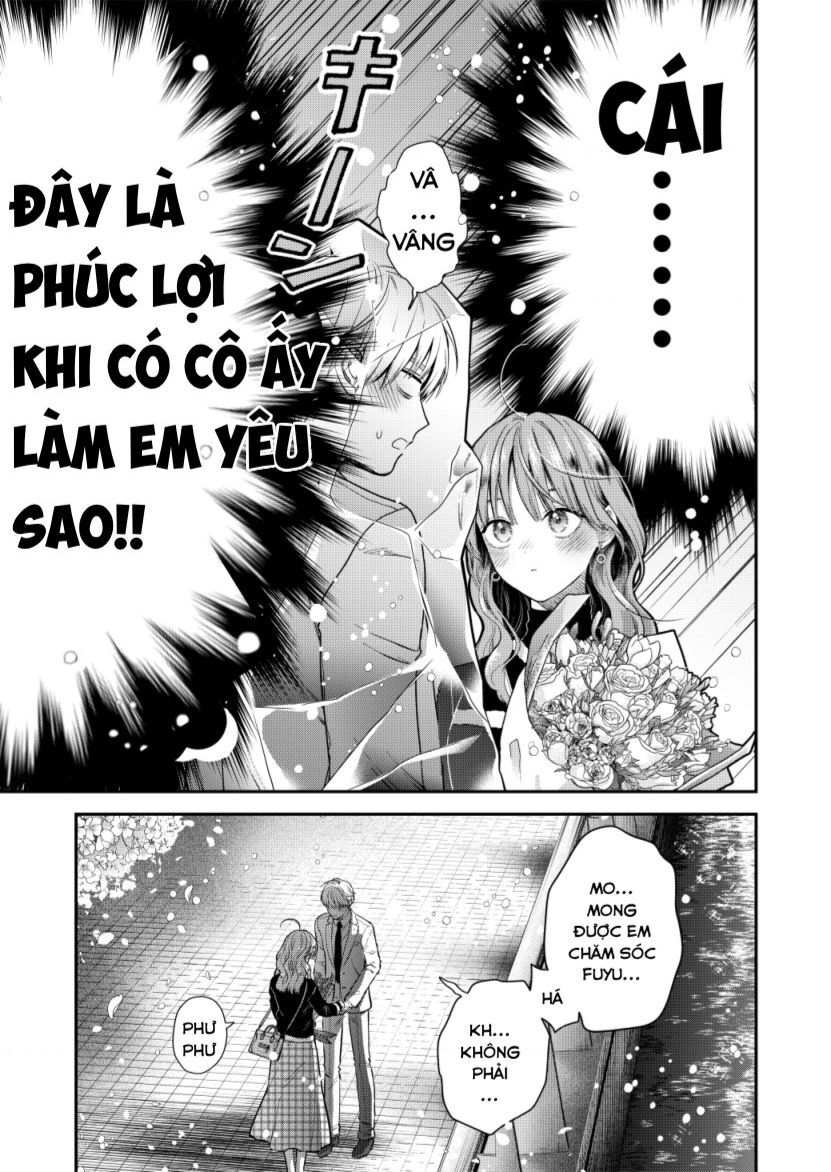 CÁI
......
キーン
VÂ
...
VÂNG
ĐÂY LÀ
PHÚC LỢI
KHI CÓ CÔ ẤY
LÀM EM YÊU
SAO!!
MO...
MONG
ĐƯỢC EM
CHĂM SÓC
FUYU...
HÁ
KH...
KHÔNG
PHẢI
...
PHƯ
PHƯ